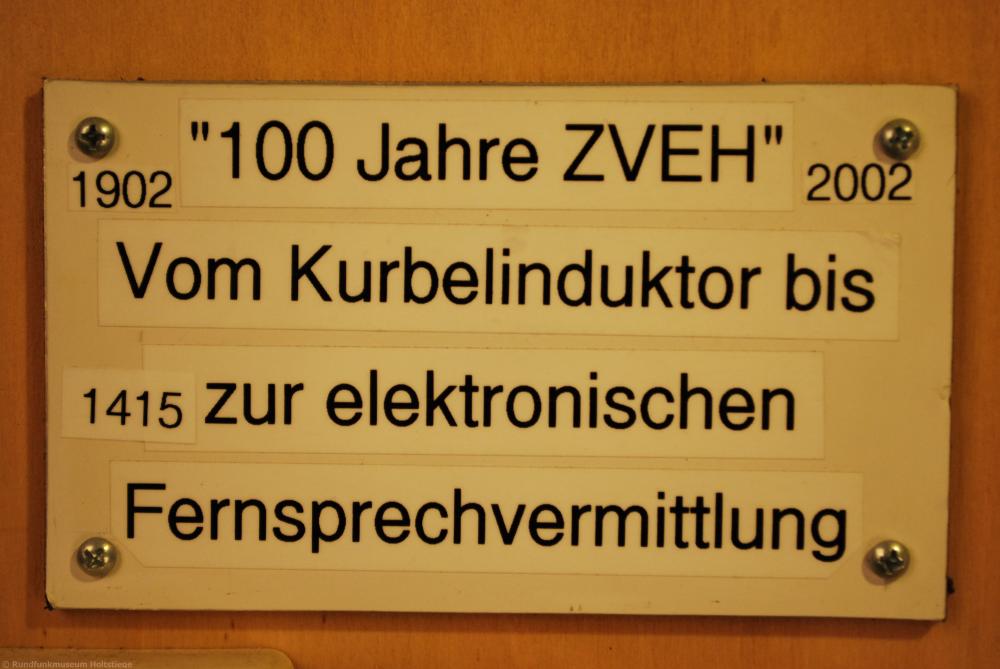 "100 Jahre ZVEH"
1902 2002
Vom Kurbelinduktor bis
1415 zur elektronischen
Fernsprechvermittlung
© Rundfunkmuseum Holtstiege